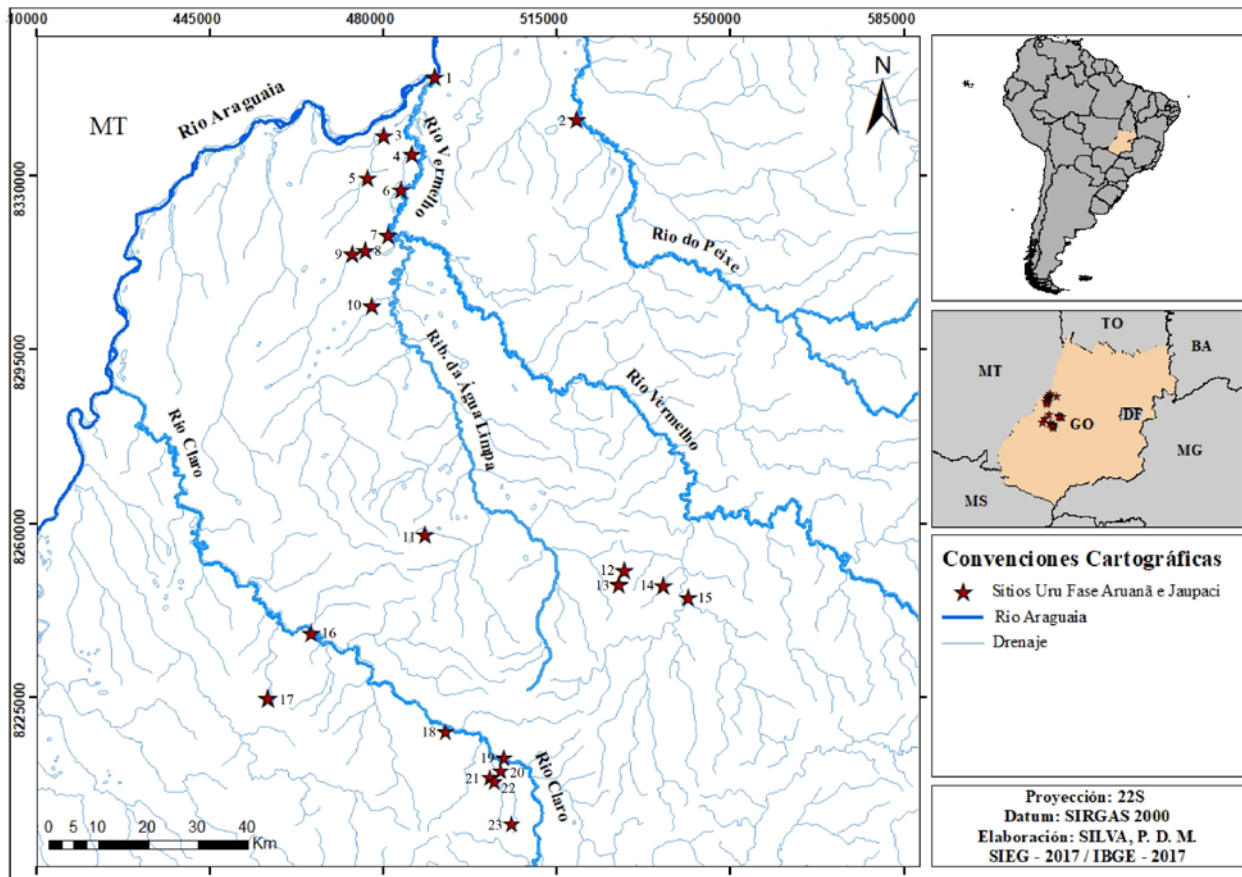 410000 445000 480000 515000 550000 585000
8330000
8295000
8260000
8225000
MT
Rio Araguaia
N
1
2
3
4
5
6
Rio Vermelho
7
8
9
10
Rio do Peixe
Rib. da Água Limpa
Rio Vermelho
Rio Claro
11
12
13
14
15
16
17
18
19
20
21
22
23
Rio Claro
0 5 10 20 30 40
Km
TO
BA
MT
DF
GO
MG
MS
Convenciones Cartográficas
Sitios Uru Fase Aruanã e Jaupaci
Rio Araguaia
Drenaje
Proyección: 22S
Datum: SIRGAS 2000
Elaboración: SILVA, P. D. M.
SIEG - 2017 / IBGE - 2017